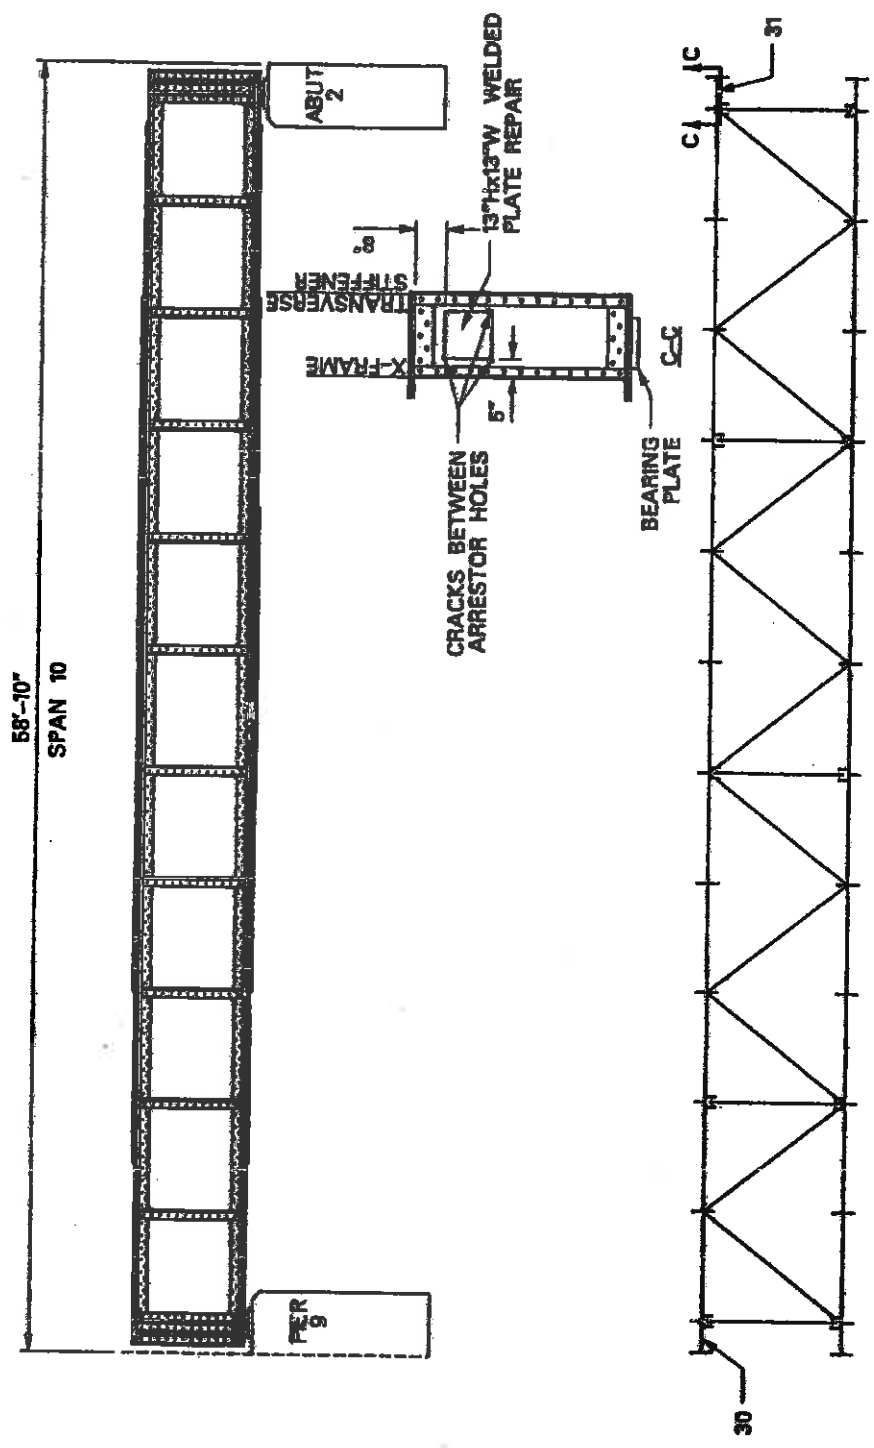 58'-10"
SPAN 10
ABUT
2
PIER
9
TRANSVERSE
STIFFENER
X-FRAME
8"
13"Hx13"W WELDED
PLATE REPAIR
5"
CRACKS BETWEEN
ARRESTOR HOLES
BEARING
PLATE
C-C
C
C
31
30